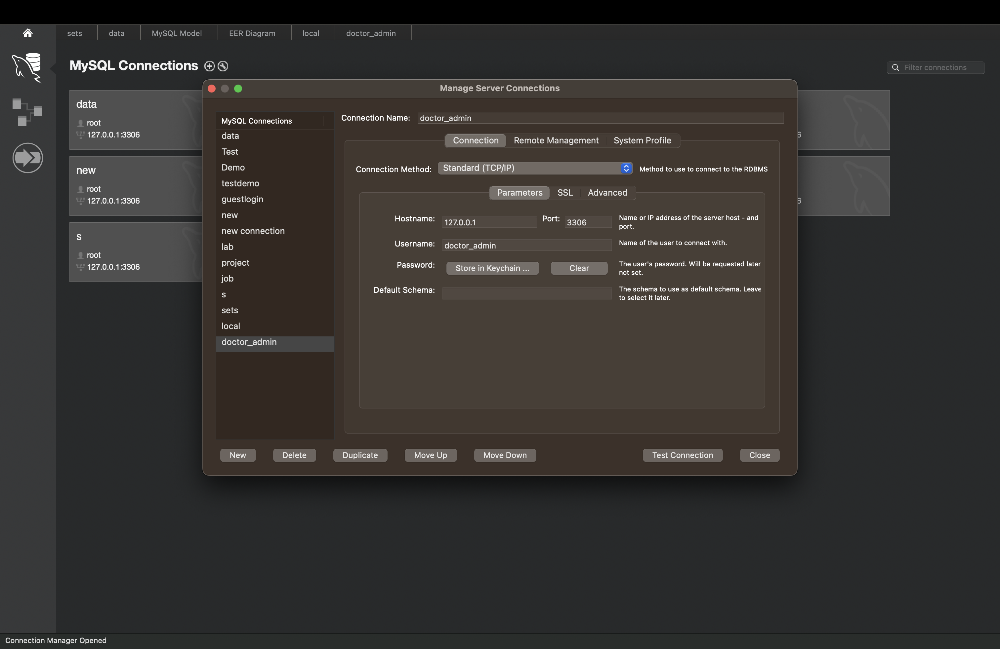 sets
data
MySQL Model
EER Diagram
local
doctor_admin
MySQL Connections
Filter connections
data
root
127.0.0.1:3306
new
root
127.0.0.1:3306
s
root
127.0.0.1:3306
6
6
Manage Server Connections
MySQL Connections
data
Test
Demo
testdemo
guestlogin
new
new connection
lab
project
job
s
sets
local
doctor_admin
Connection Name: doctor_admin
Connection Remote Management System Profile
Connection Method: Standard (TCP/IP) Method to use to connect to the RDBMS
Parameters SSL Advanced
Hostname: 127.0.0.1 Port: 3306
Name or IP address of the server host - and
port.
Username: doctor_admin Name of the user to connect with.
Password: Store in Keychain ... Clear
The user's password. Will be requested later
not set.
Default Schema:
The schema to use as default schema. Leave
to select it later.
New Delete Duplicate Move Up Move Down Test Connection Close
Connection Manager Opened